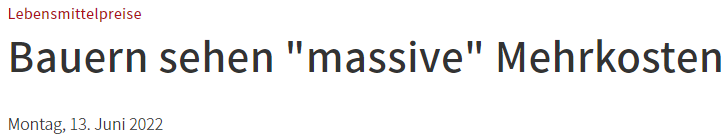 Lebensmittelpreise
Bauern sehen "massive" Mehrkosten
Montag, 13. Juni 2022